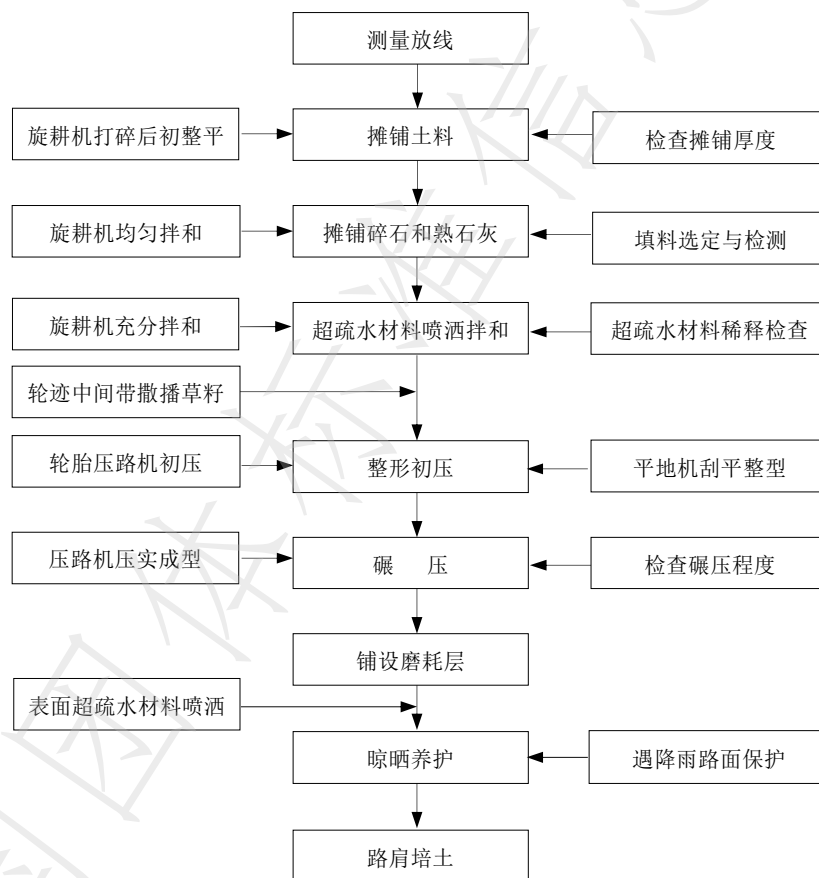 测量放线
旋耕机打碎后初整平
摊铺土料
检查摊铺厚度
旋耕机均匀拌和
摊铺碎石和熟石灰
填料选定与检测
旋耕机充分拌和
超疏水材料喷洒拌和
超疏水材料稀释检查
轮迹中间带撒播草籽
轮胎压路机初压
整形初压
平地机刮平整型
压路机压实成型
碾 压
检查碾压程度
铺设磨耗层
表面超疏水材料喷洒
晾晒养护
遇降雨路面保护
路肩培土
团体标准信息